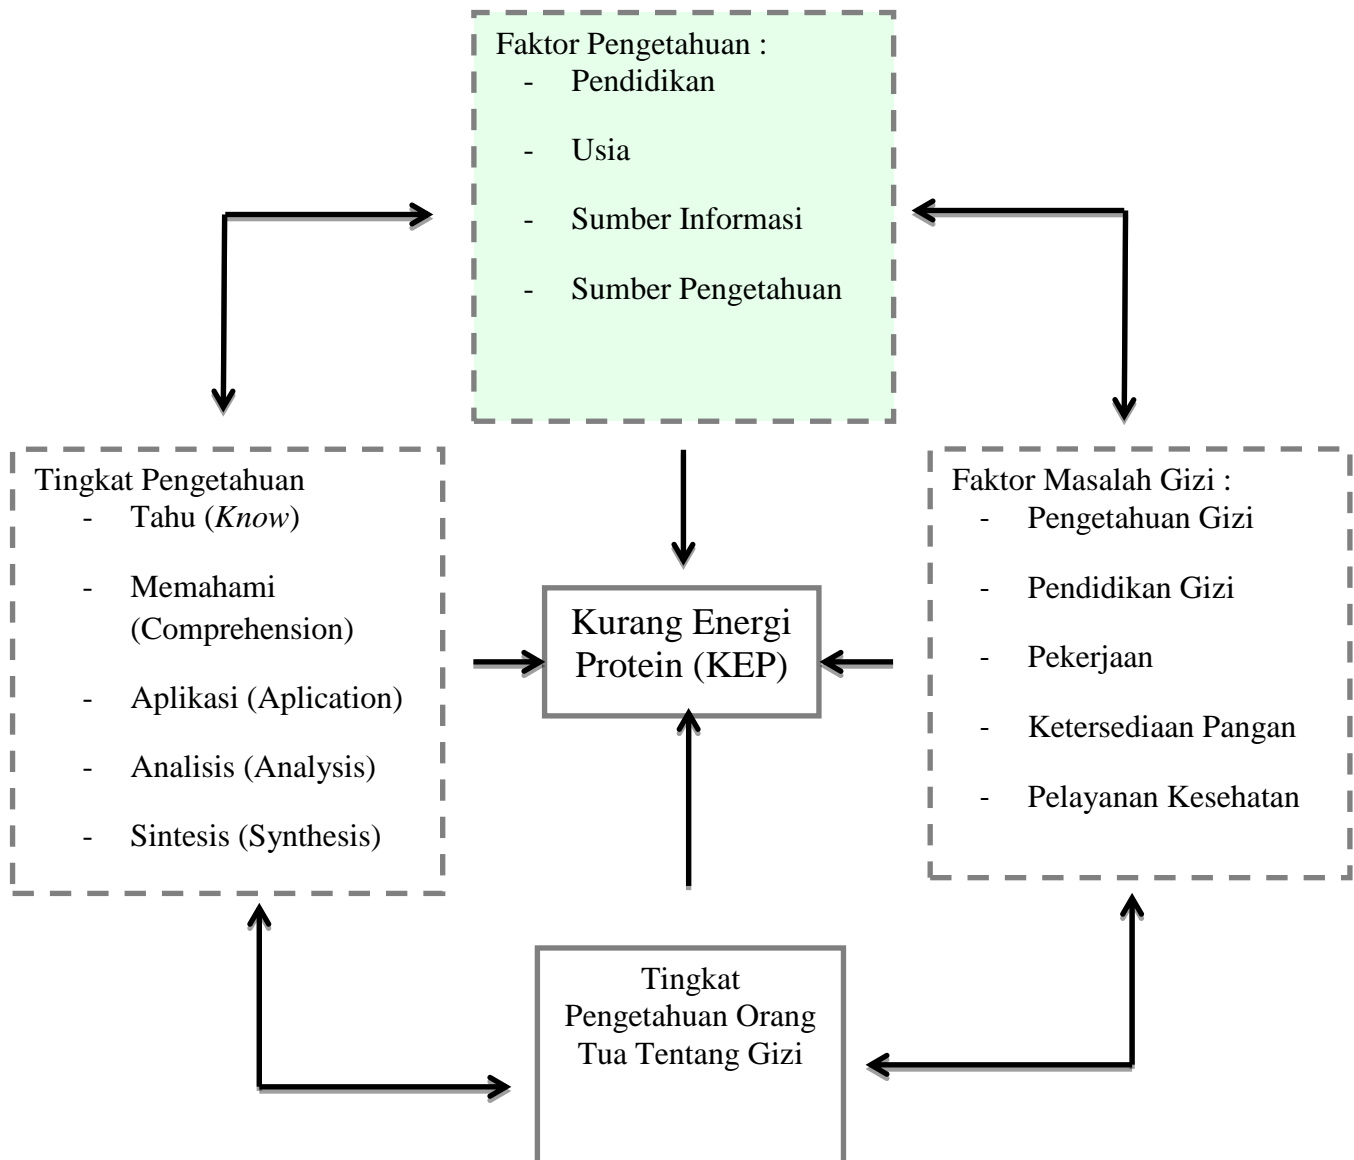 Faktor Pengetahuan :
- Pendidikan
- Usia
- Sumber Informasi
- Sumber Pengetahuan
Tingkat Pengetahuan
- Tahu (Know)
- Memahami
(Comprehension)
- Aplikasi (Aplication)
- Analisis (Analysis)
- Sintesis (Synthesis)
Kurang Energi
Protein (KEP)
Faktor Masalah Gizi :
- Pengetahuan Gizi
- Pendidikan Gizi
- Pekerjaan
- Ketersediaan Pangan
- Pelayanan Kesehatan
Tingkat
Pengetahuan Orang
Tua Tentang Gizi